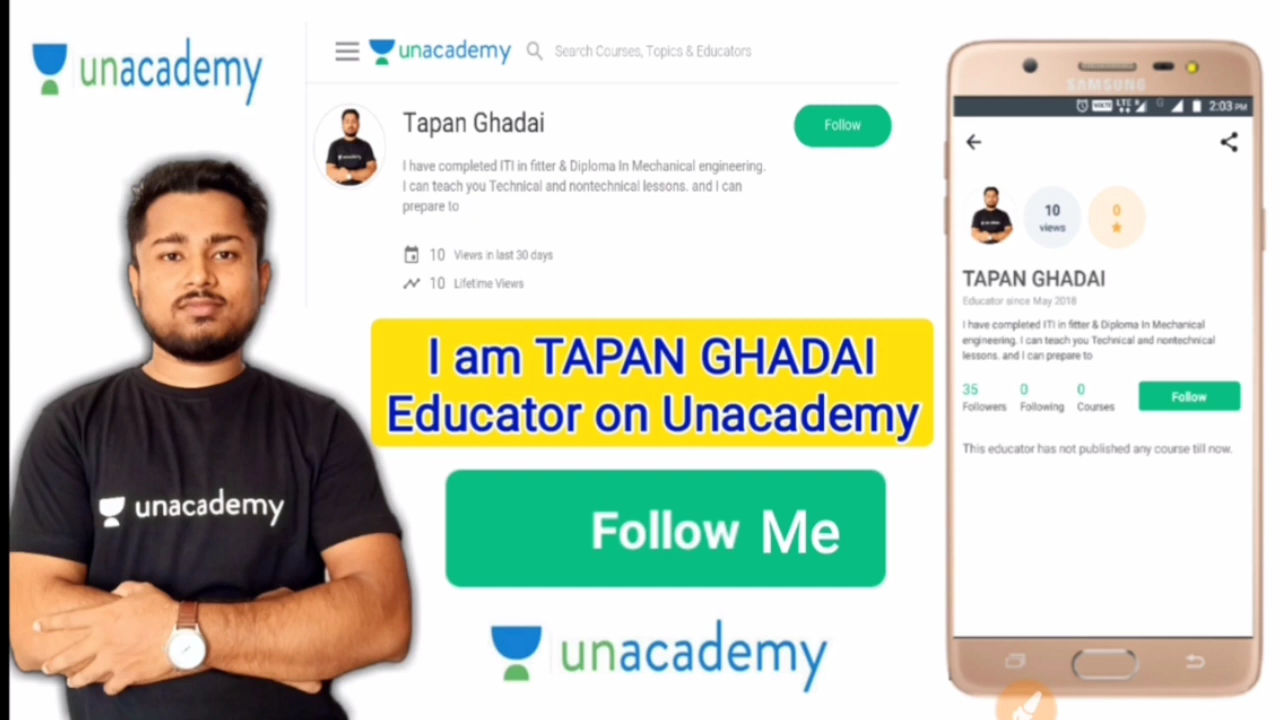 unacademy
unacademy Search Courses, Topics & Educators
Tapan Ghadai
Follow
I have completed ITI in fitter & Diploma In Mechanical engineering.
I can teach you Technical and nontechnical lessons. and I can
prepare to
10 Views in last 30 days
10 Lifetime Views
I am TAPAN GHADAI
Educator on Unacademy
Follow Me
unacademy
unacademy
SAMSUNG
VOLTE LTE G 2:03 PM
10
views
0
TAPAN GHADAI
Educator since May 2018
I have completed ITI in fitter & Diploma In Mechanical
engineering. I can teach you Technical and nontechnical
lessons. and I can prepare to
35 0 0
Followers Following Courses
Follow
This educator has not published any course till now.